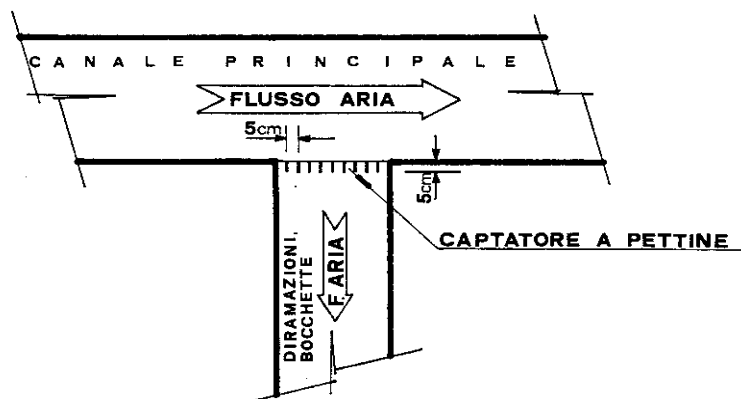 CANALE PRINCIPALE
FLUSSO ARIA
5cm
5cm
CAPTATORE A PETTINE
DIRAMAZIONI,
BOCCHETTE
F. ARIA